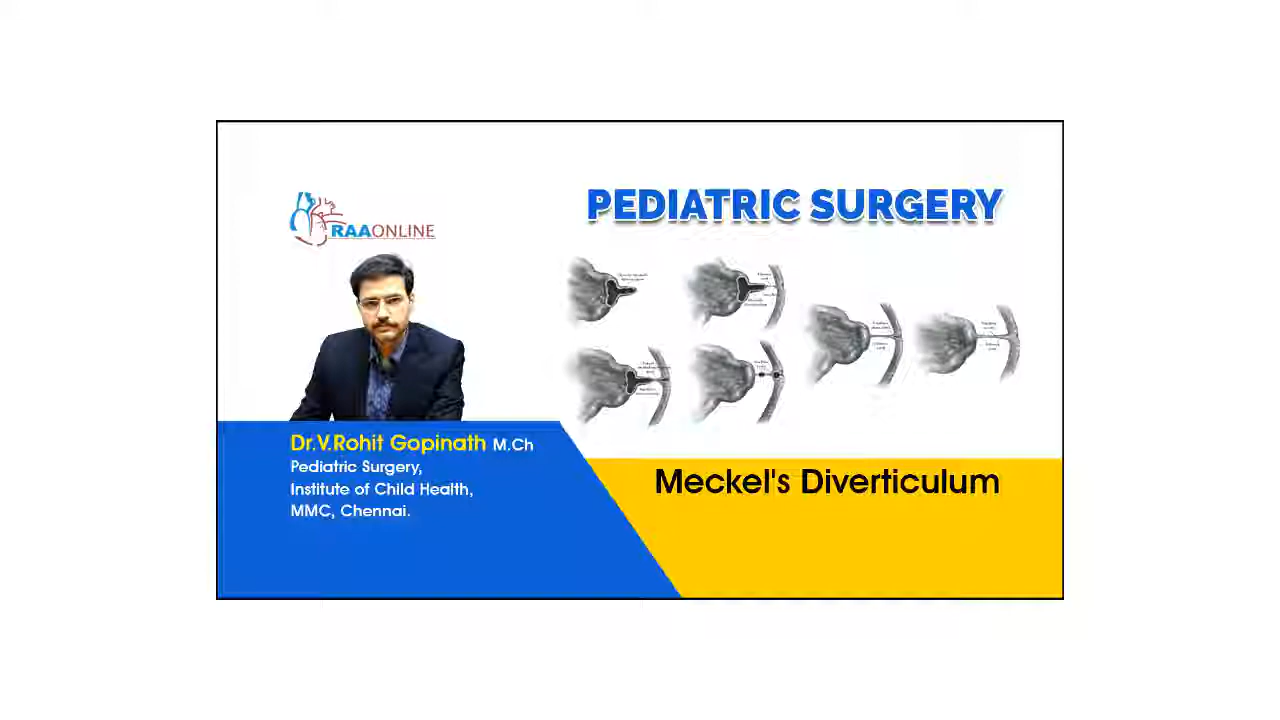 RAAONLINE
PEDIATRIC SURGERY
Dr.V.Rohit Gopinath M.Ch
Pediatric Surgery,
Institute of Child Health,
MMC, Chennai.
Meckel's Diverticulum